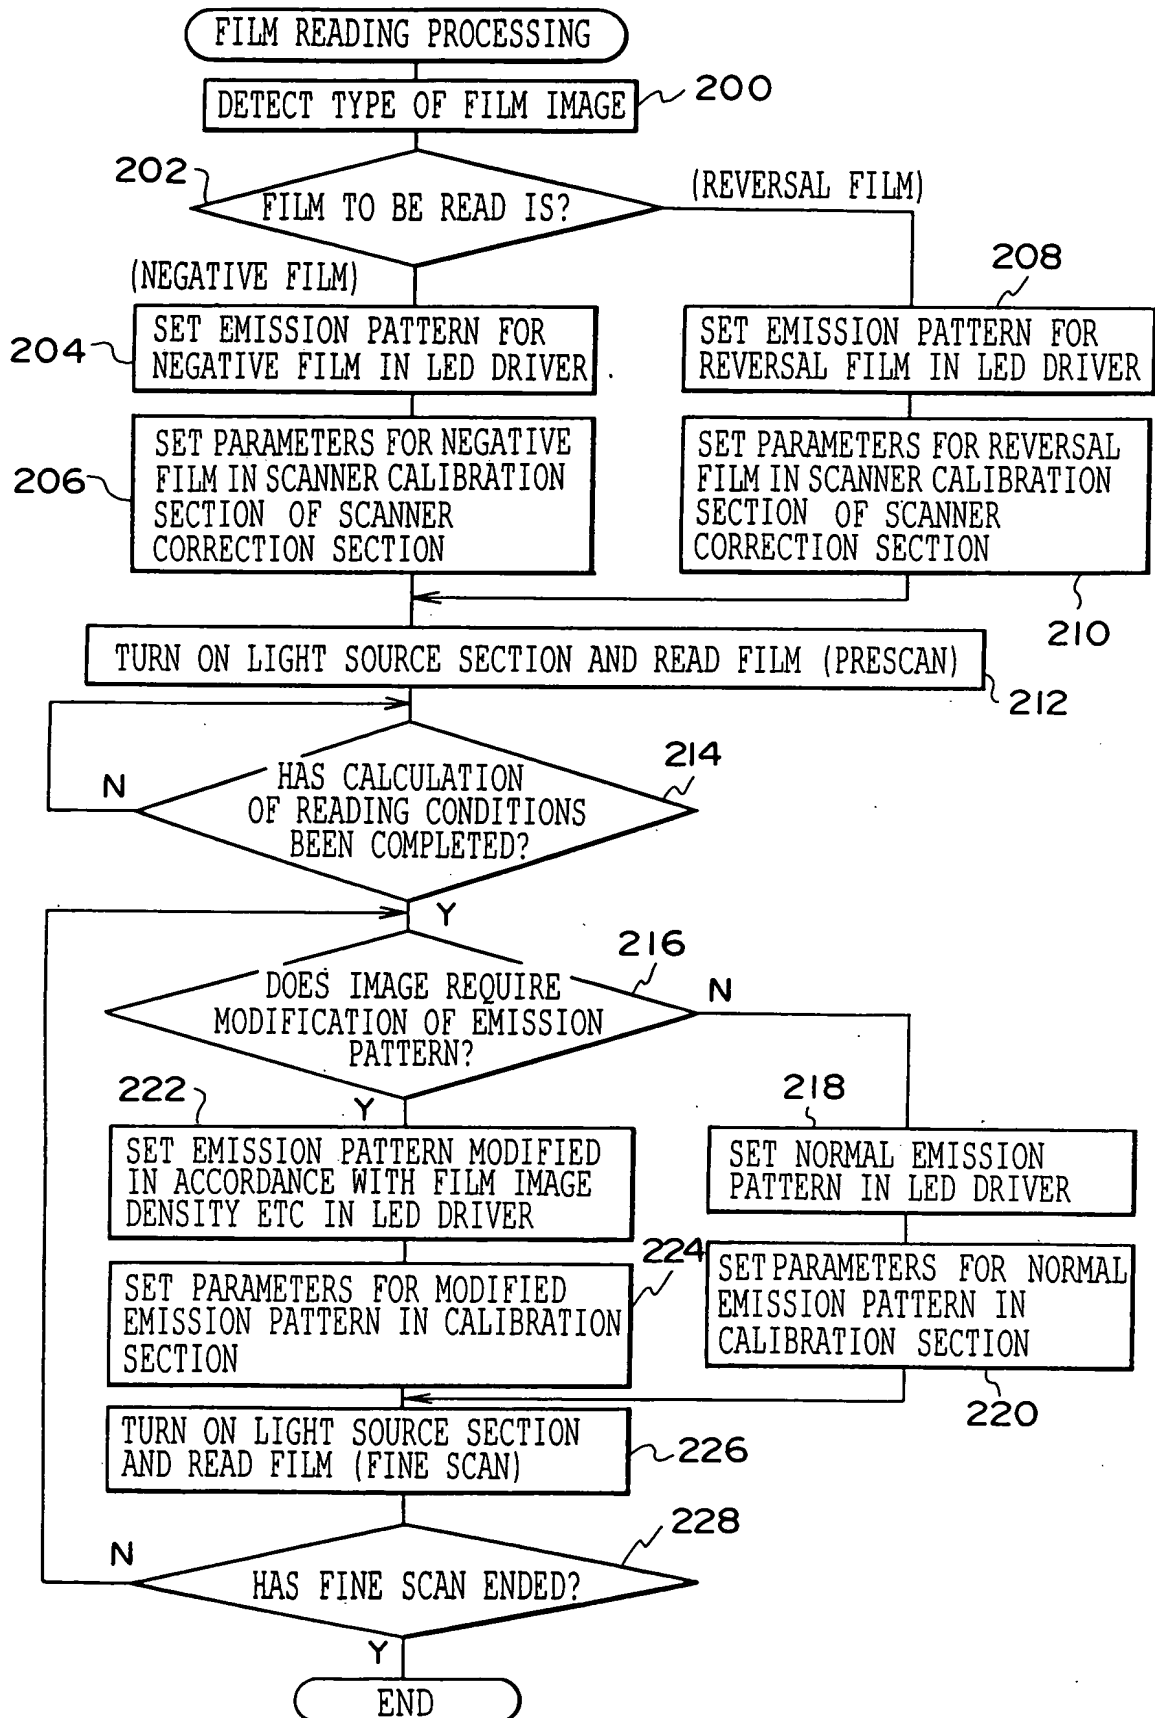 FILM READING PROCESSING
DETECT TYPE OF FILM IMAGE
200
202
FILM TO BE READ IS?
(REVERSAL FILM)
(NEGATIVE FILM)
204
SET EMISSION PATTERN FOR
NEGATIVE FILM IN LED DRIVER
208
SET EMISSION PATTERN FOR
REVERSAL FILM IN LED DRIVER
206
SET PARAMETERS FOR NEGATIVE
FILM IN SCANNER CALIBRATION
SECTION OF SCANNER
CORRECTION SECTION
SET PARAMETERS FOR REVERSAL
FILM IN SCANNER CALIBRATION
SECTION OF SCANNER
CORRECTION SECTION
210
TURN ON LIGHT SOURCE SECTION AND READ FILM (PRESCAN)
212
HAS CALCULATION
OF READING CONDITIONS
BEEN COMPLETED?
214
N
Y
DOES IMAGE REQUIRE
MODIFICATION OF EMISSION
PATTERN?
216
N
Y
222
SET EMISSION PATTERN MODIFIED
IN ACCORDANCE WITH FILM IMAGE
DENSITY ETC IN LED DRIVER
218
SET NORMAL EMISSION
PATTERN IN LED DRIVER
224
SET PARAMETERS FOR MODIFIED
EMISSION PATTERN IN CALIBRATION
SECTION
SET PARAMETERS FOR NORMAL
EMISSION PATTERN IN
CALIBRATION SECTION
220
TURN ON LIGHT SOURCE SECTION
AND READ FILM (FINE SCAN)
226
228
N
HAS FINE SCAN ENDED?
Y
END